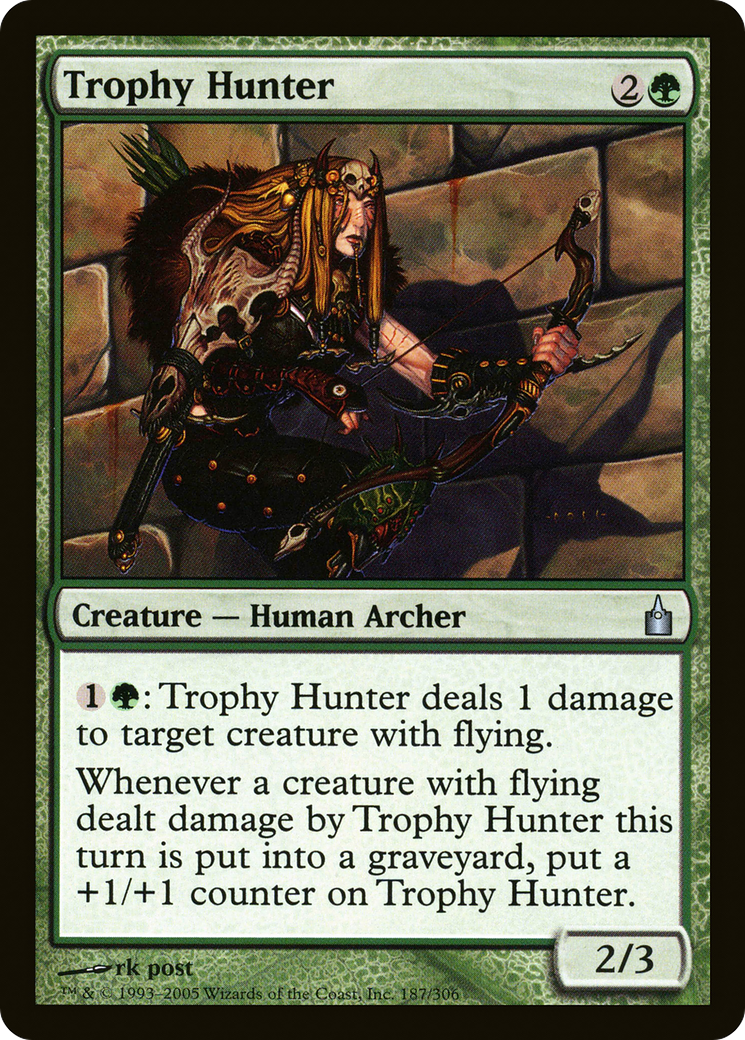 Trophy Hunter 2
Creature — Human Archer
1 : Trophy Hunter deals 1 damage
to target creature with flying.
Whenever a creature with flying
dealt damage by Trophy Hunter this
turn is put into a graveyard, put a
+1/+1 counter on Trophy Hunter.
2/3
rk post
™ & © 1993–2005 Wizards of the Coast, Inc. 187/306